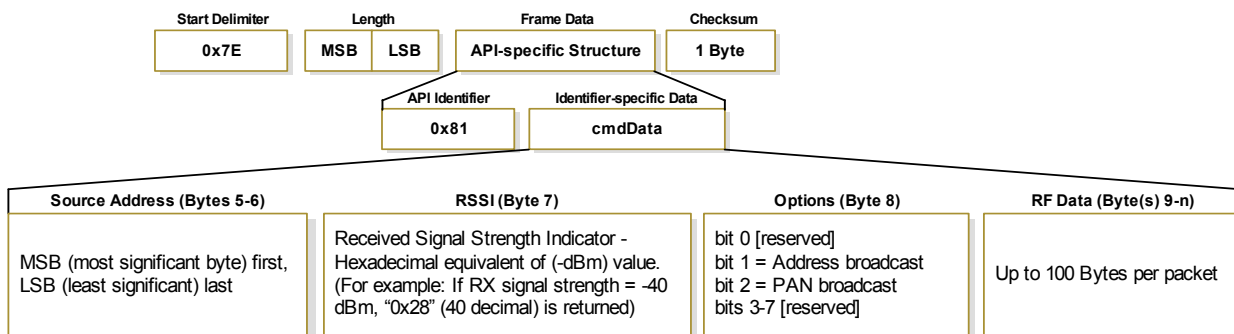 Start Delimiter
Length
Frame Data
Checksum
0x7E
MSB
LSB
API-specific Structure
1 Byte
API Identifier
Identifier-specific Data
0x81
cmdData
Source Address (Bytes 5-6)
MSB (most significant byte) first,
LSB (least significant) last
RSSI (Byte 7)
Received Signal Strength Indicator -
Hexadecimal equivalent of (-dBm) value.
(For example: If RX signal strength = -40
dBm, “0x28” (40 decimal) is returned)
Options (Byte 8)
bit 0 [reserved]
bit 1 = Address broadcast
bit 2 = PAN broadcast
bits 3-7 [reserved]
RF Data (Byte(s) 9-n)
Up to 100 Bytes per packet